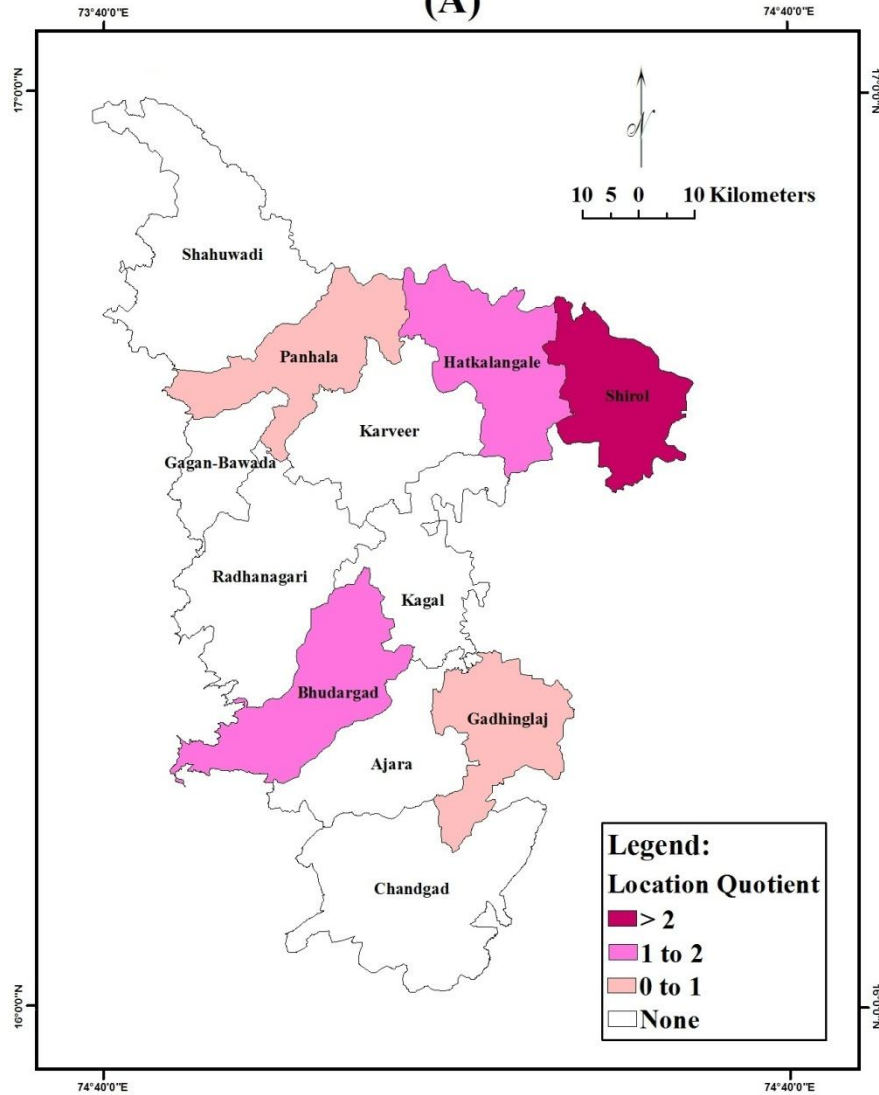 (A)
73°40'0"E
74°40'0"E
17°0'0"N
17°0'0"N
N
10 5 0 10 Kilometers
Shahuwadi
Panhala
Hatkalangale
Shirol
Karveer
Gagan-Bawada
Radhanagari
Kagal
Bhudargad
Gadhinglaj
Ajara
Chandgad
Legend:
Location Quotient
> 2
1 to 2
0 to 1
None
16°0'0"N
16°0'0"N
74°40'0"E
74°40'0"E